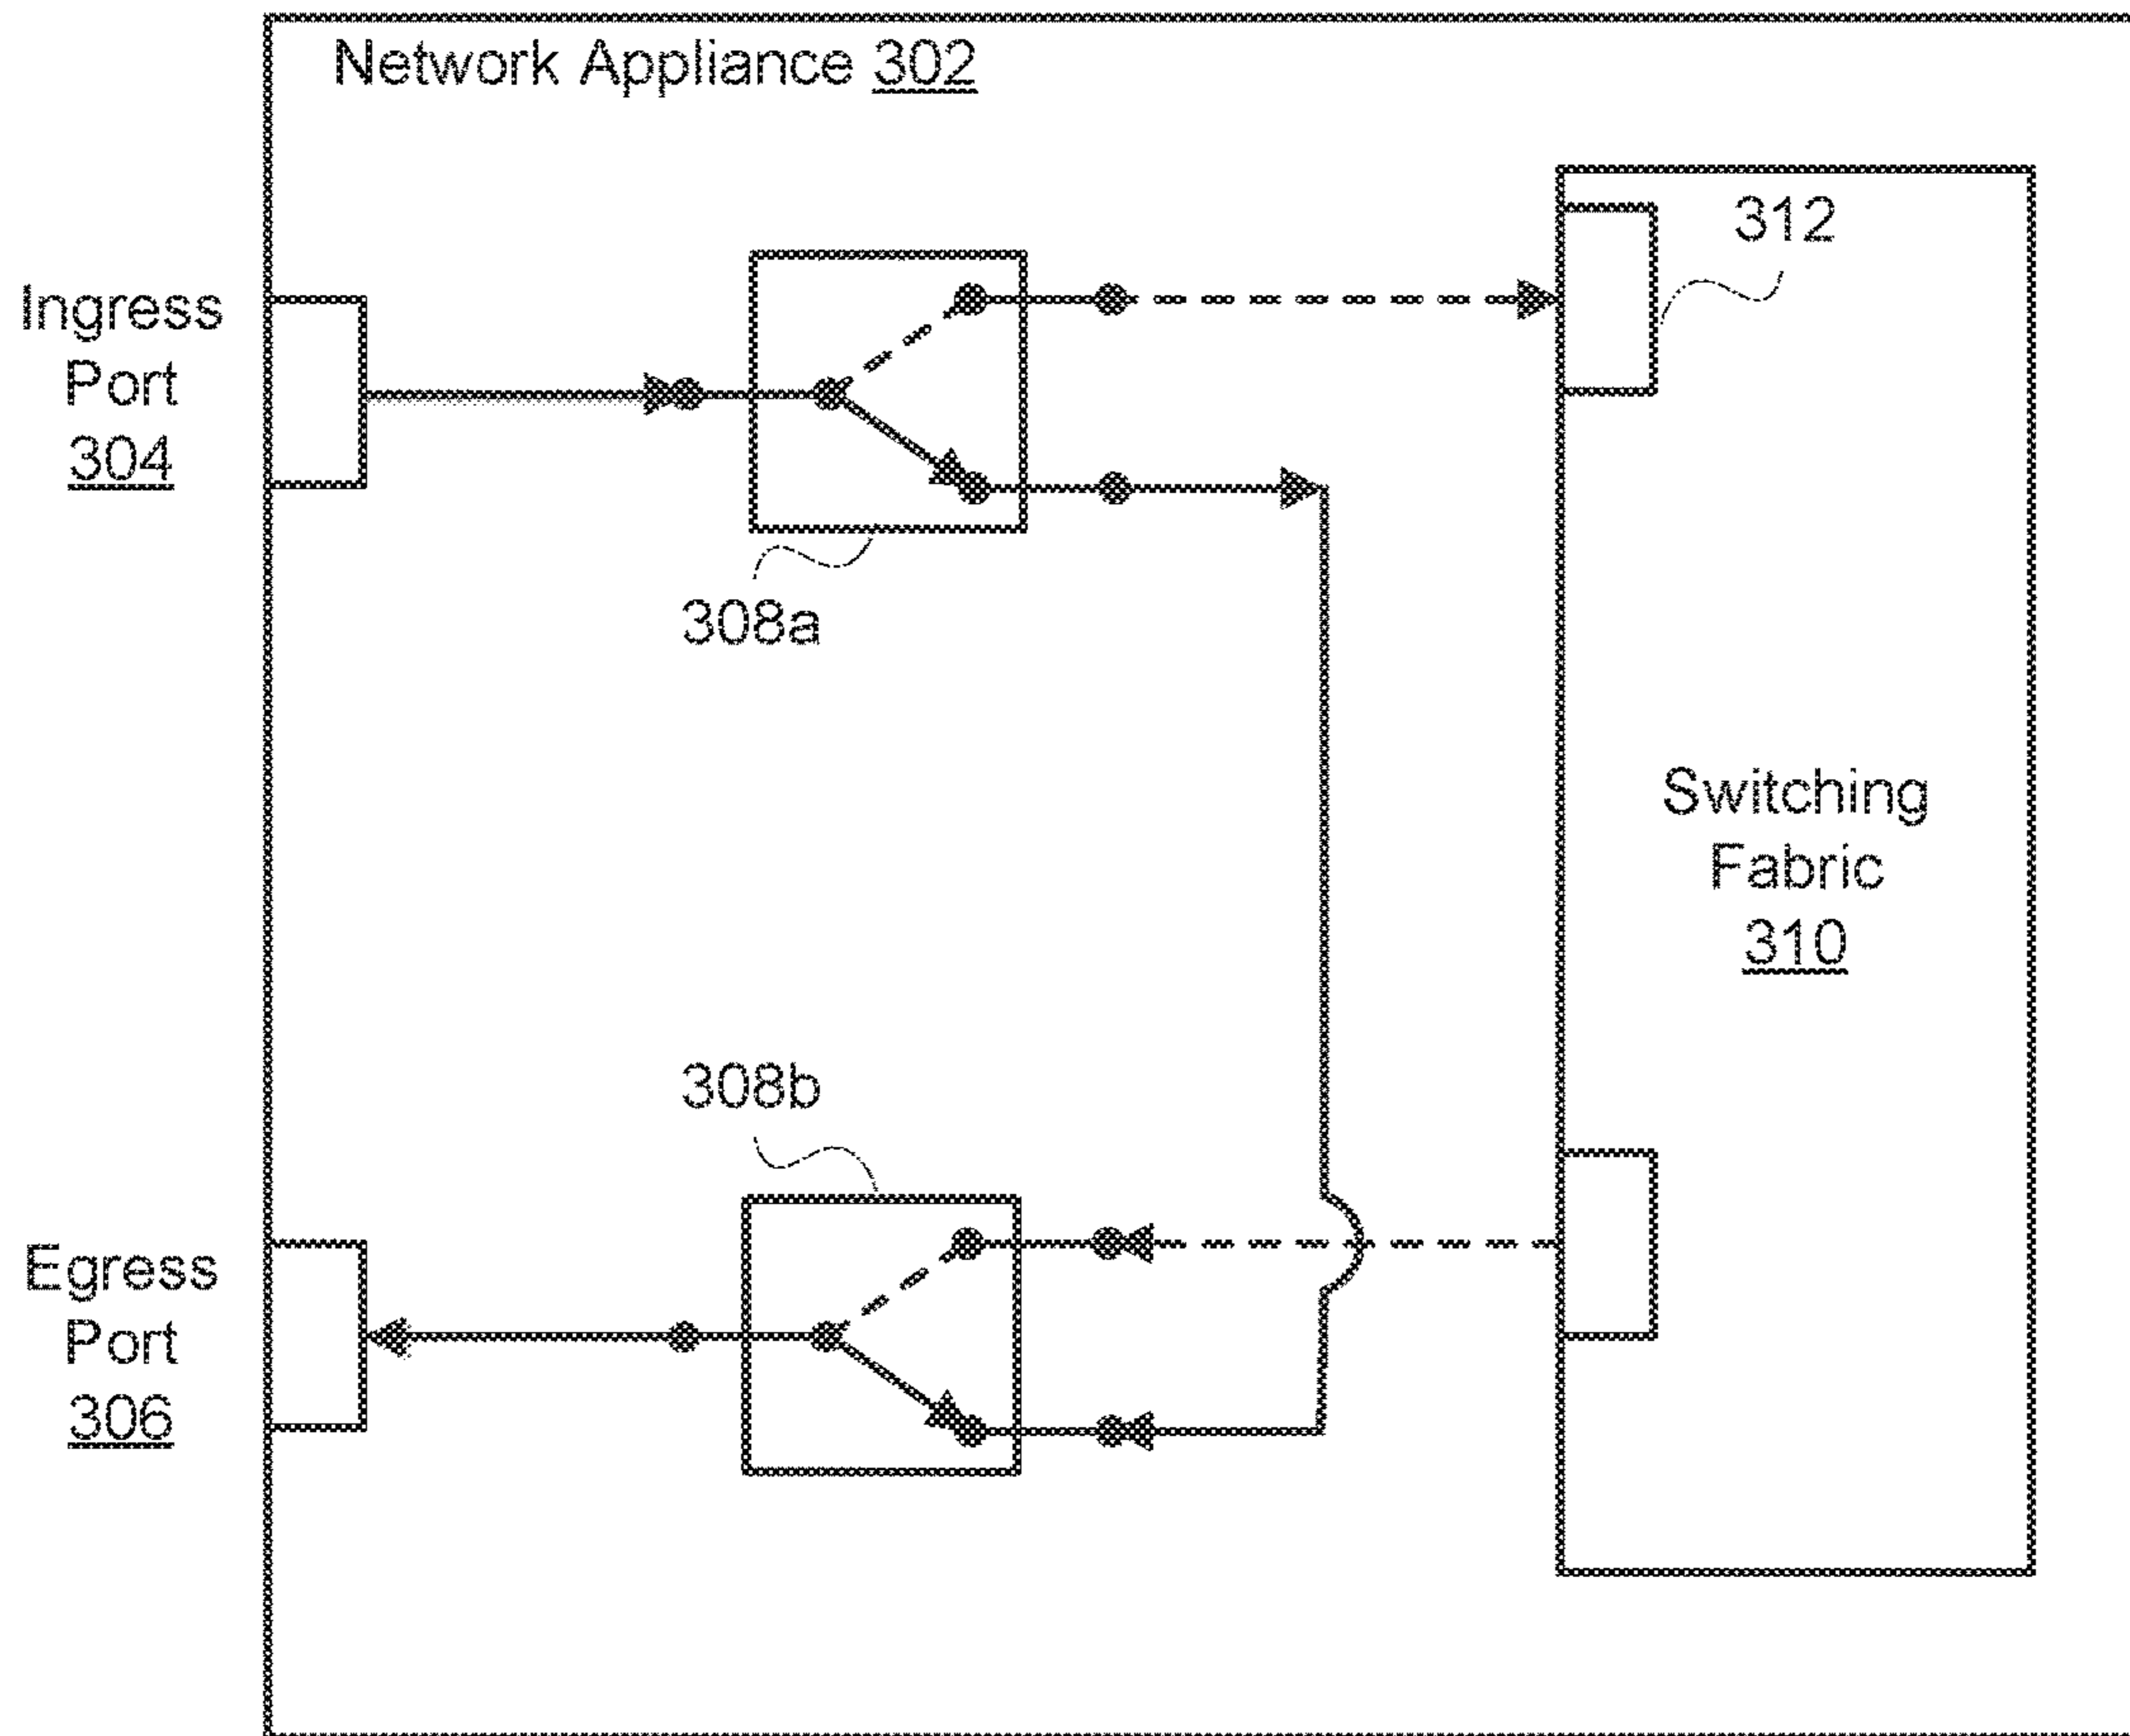 Network Appliance 302
312
Ingress
Port
304
308a
Switching
Fabric
310
308b
Egress
Port
306